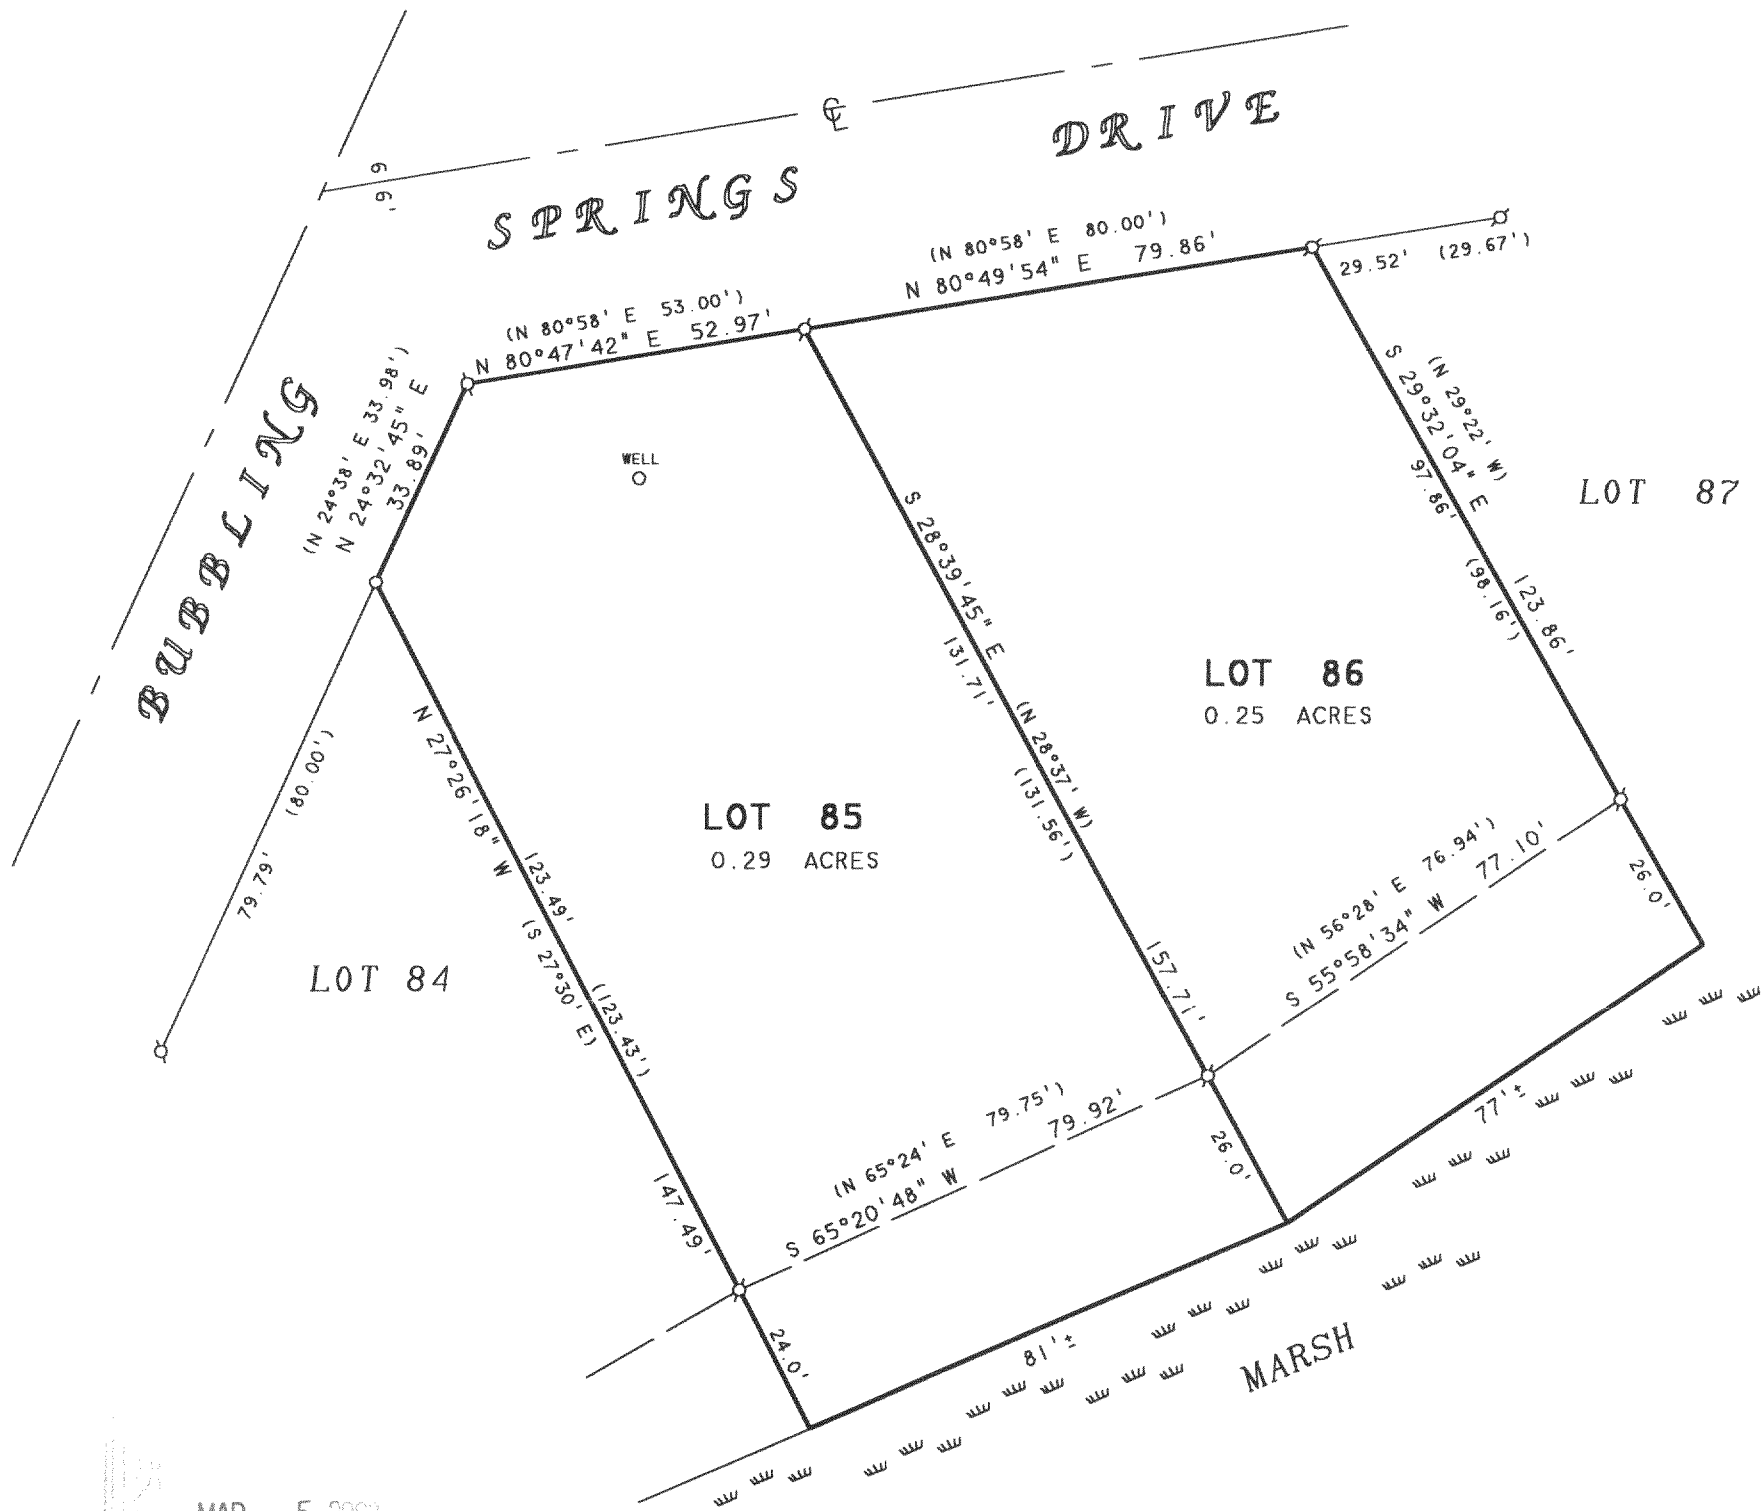 ℄
66'
BUBBLING SPRINGS DRIVE
(N 80°58' E 80.00')
N 80°49'54" E 79.86'
29.52' (29.67')
(N 80°58' E 53.00')
N 80°47'42" E 52.97'
(N 24°38' E 33.98')
N 24°32'45" E
33.89'
WELL
(N 29°22' W)
S 29°32'04" E
97.86'
(98.16')
123.86'
LOT 87
S 28°39'45" E
131.71'
(N 28°37' W)
(131.56')
157.71'
LOT 86
0.25 ACRES
LOT 85
0.29 ACRES
(80.00')
79.79'
N 27°26'18" W
123.49'
(S 27°30' E)
(123.43')
147.49'
LOT 84
(N 56°28' E 76.94')
S 55°58'34" W 77.10'
26.0'
(N 65°24' E 79.75')
S 65°20'48" W 79.92'
26.0'
77'±
24.0'
81'±
MARSH
MAR 5